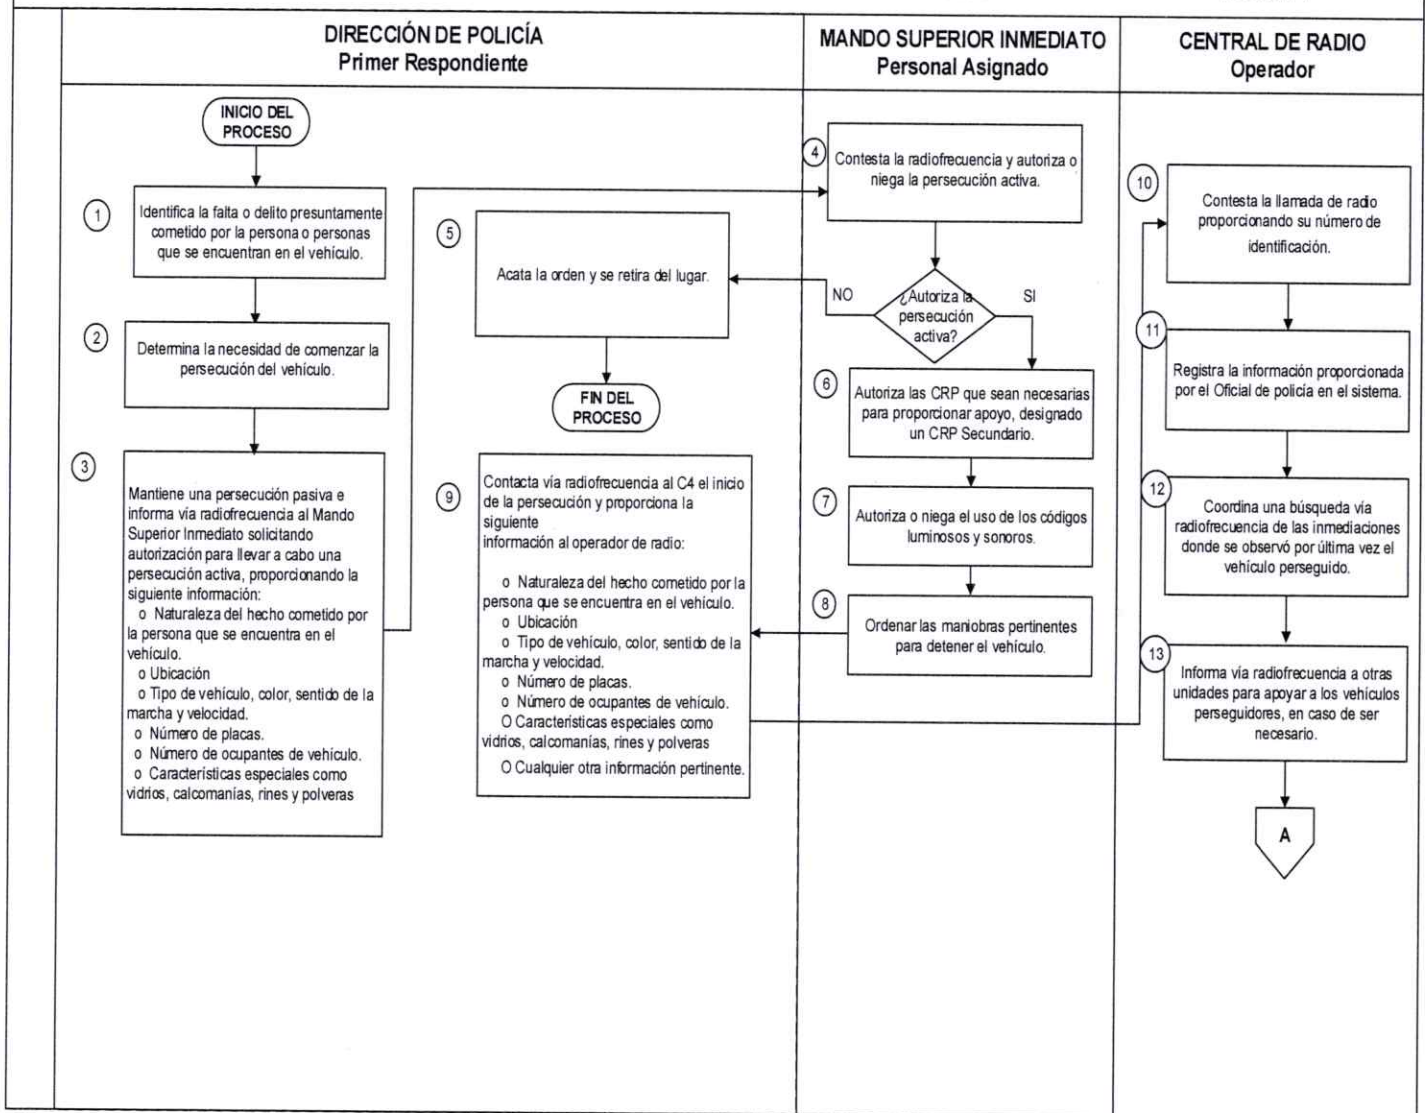 DIRECCIÓN DE POLICÍA
Primer Respondiente
MANDO SUPERIOR INMEDIATO
Personal Asignado
CENTRAL DE RADIO
Operador
INICIO DEL
PROCESO
1
Identifica la falta o delito presuntamente
cometido por la persona o personas
que se encuentran en el vehículo.
2
Determina la necesidad de comenzar la
persecución del vehículo.
3
Mantiene una persecución pasiva e
informa vía radiofrecuencia al Mando
Superior Inmediato solicitando
autorización para llevar a cabo una
persecución activa, proporcionando la
siguiente información:
o Naturaleza del hecho cometido por
la persona que se encuentra en el
vehículo.
o Ubicación
o Tipo de vehículo, color, sentido de la
marcha y velocidad.
o Número de placas.
o Número de ocupantes de vehículo.
o Características especiales como
vidrios, calcomanías, rines y polveras
4
Contesta la radiofrecuencia y autoriza o
niega la persecución activa.
¿Autoriza la
persecución
activa?
NO
SI
5
Acata la orden y se retira del lugar.
FIN DEL
PROCESO
6
Autoriza las CRP que sean necesarias
para proporcionar apoyo, designado
un CRP Secundario.
7
Autoriza o niega el uso de los códigos
luminosos y sonoros.
8
Ordenar las maniobras pertinentes
para detener el vehículo.
9
Contacta vía radiofrecuencia al C4 el inicio
de la persecución y proporciona la
siguiente
información al operador de radio:
o Naturaleza del hecho cometido por la
persona que se encuentra en el vehículo.
o Ubicación
o Tipo de vehículo, color, sentido de la
marcha y velocidad.
o Número de placas.
o Número de ocupantes de vehículo.
O Características especiales como
vidrios, calcomanías, rines y polveras
O Cualquier otra información pertinente.
10
Contesta la llamada de radio
proporcionando su número de
identificación.
11
Registra la información proporcionada
por el Oficial de policía en el sistema.
12
Coordina una búsqueda vía
radiofrecuencia de las inmediaciones
donde se observó por última vez el
vehículo perseguido.
13
Informa vía radiofrecuencia a otras
unidades para apoyar a los vehículos
perseguidores, en caso de ser
necesario.
A